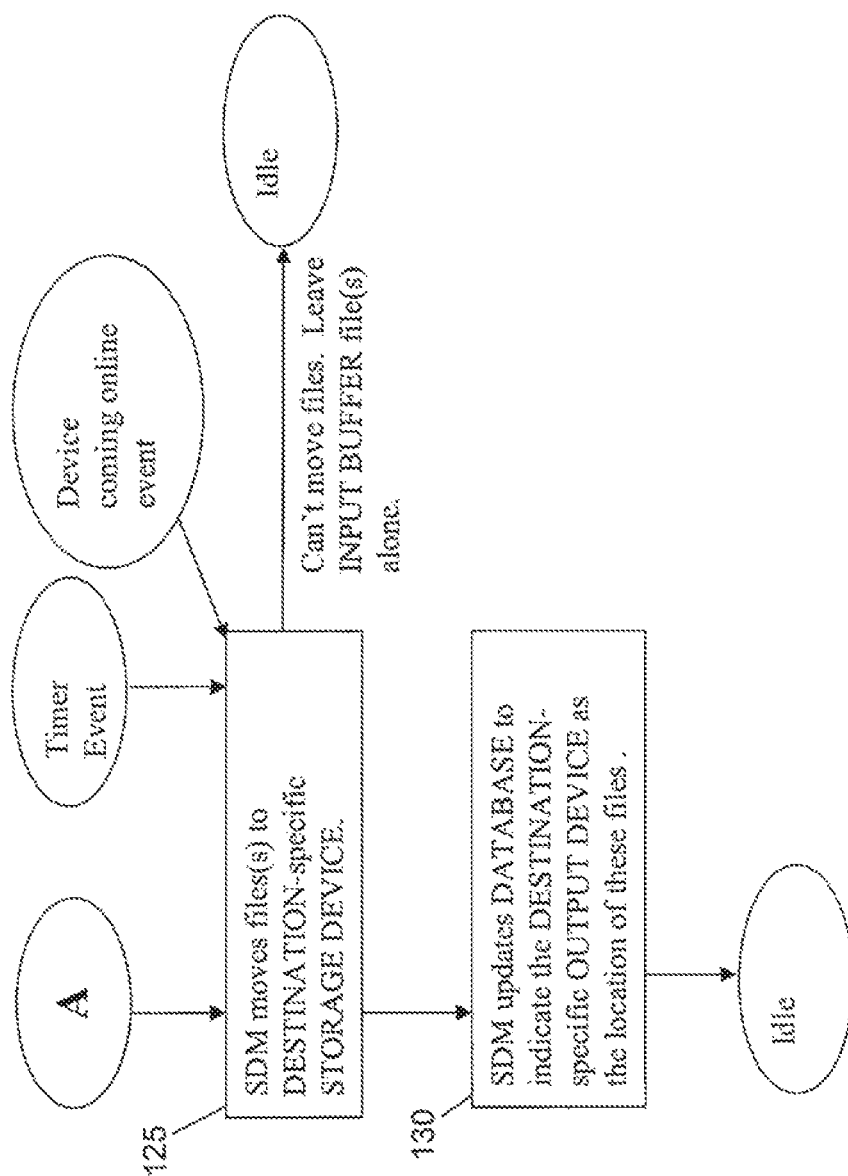 A
Timer
Event
Device
coming online
event
125
SDM moves files(s) to
DESTINATION-specific
STORAGE DEVICE.
Can't move files. Leave
INPUT BUFFER file(s)
alone.
Idle
130
SDM updates DATABASE to
indicate the DESTINATION-
specific OUTPUT DEVICE as
the location of these files .
Idle